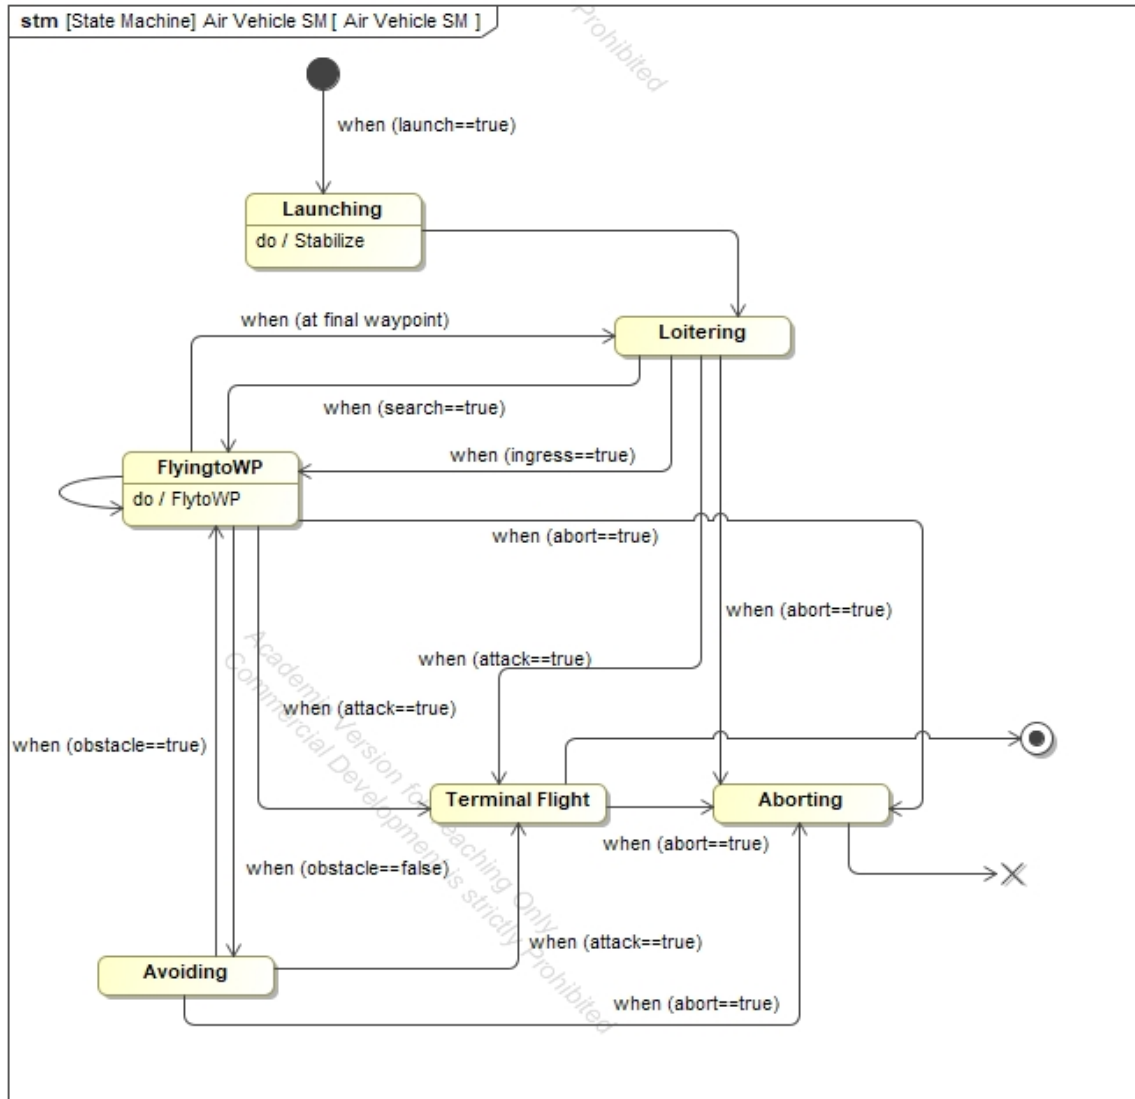 stm [State Machine] Air Vehicle SM [ Air Vehicle SM ]
Prohibited
when (launch==true)
Launching
do / Stabilize
when (at final waypoint)
Loitering
when (search==true)
when (ingress==true)
FlyingtoWP
do / FlytoWP
when (abort==true)
when (abort==true)
when (attack==true)
when (attack==true)
when (obstacle==true)
Terminal Flight
Aborting
when (abort==true)
when (obstacle==false)
when (attack==true)
Avoiding
when (abort==true)
Academic Version for Teaching Only
Commercial Development is strictly Prohibited